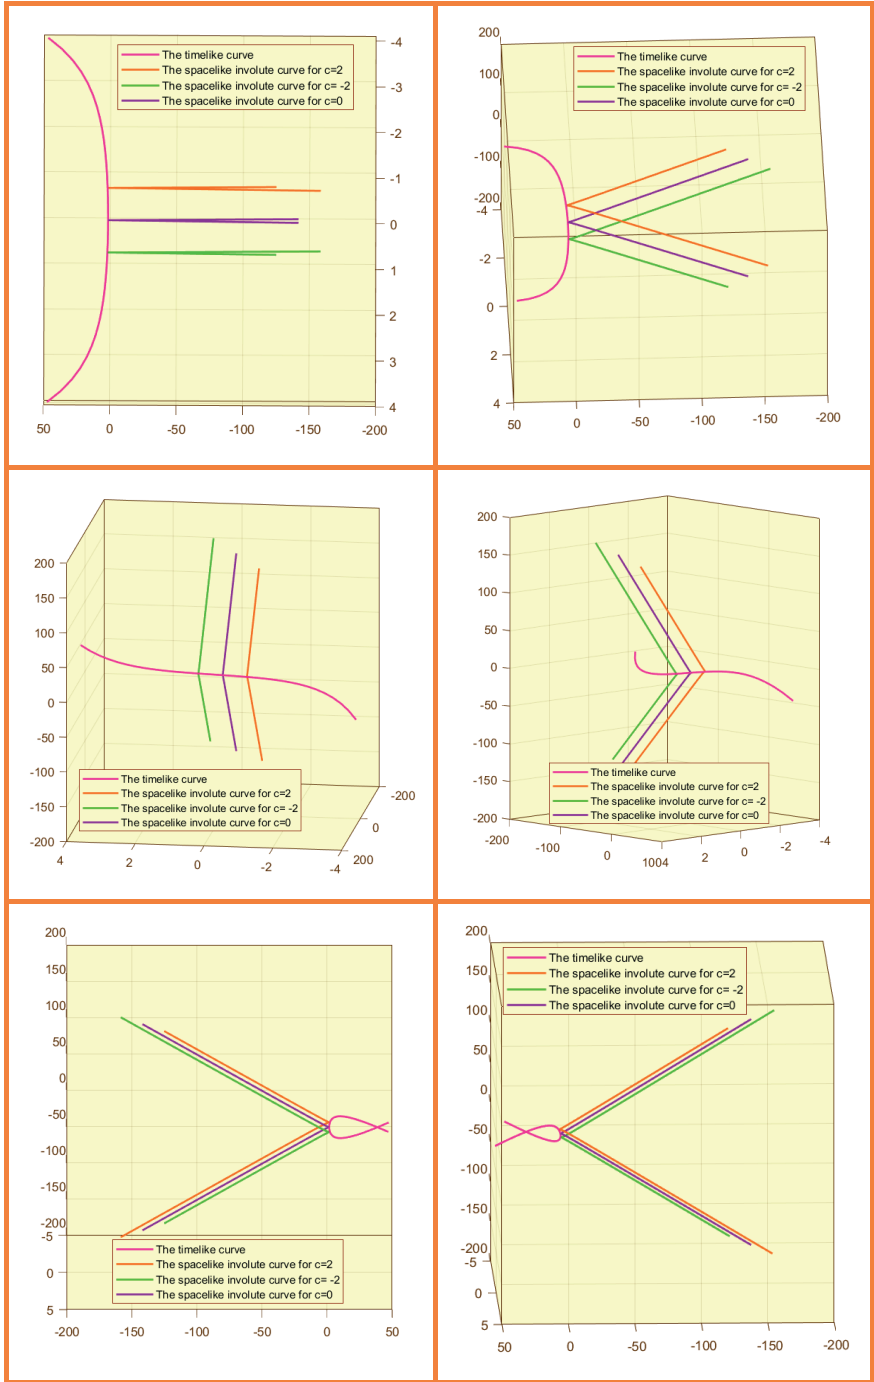 The timelike curve
The spacelike involute curve for c=2
The spacelike involute curve for c= -2
The spacelike involute curve for c=0
-4
-3
-2
-1
0
1
2
3
4
50 0 -50 -100 -150 -200
200
100
0
-100
-200
-4
-2
0
2
4
50 0 -50 -100 -150 -200
The timelike curve
The spacelike involute curve for c=2
The spacelike involute curve for c= -2
The spacelike involute curve for c=0
200
150
100
50
0
-50
-100
-150
-200
The timelike curve
The spacelike involute curve for c=2
The spacelike involute curve for c= -2
The spacelike involute curve for c=0
4 2 0 -2 -4
200
0
-200
200
150
100
50
0
-50
-100
-150
-200
The timelike curve
The spacelike involute curve for c=2
The spacelike involute curve for c= -2
The spacelike involute curve for c=0
-200 -100 0 1004 2 0 -2 -4
200
150
100
50
0
-50
-100
-150
-200
-5
0
5
The timelike curve
The spacelike involute curve for c=2
The spacelike involute curve for c= -2
The spacelike involute curve for c=0
-200 -150 -100 -50 0 50
200
150
100
50
0
-50
-100
-150
-200
-5
0
5
The timelike curve
The spacelike involute curve for c=2
The spacelike involute curve for c= -2
The spacelike involute curve for c=0
50 0 -50 -100 -150 -200